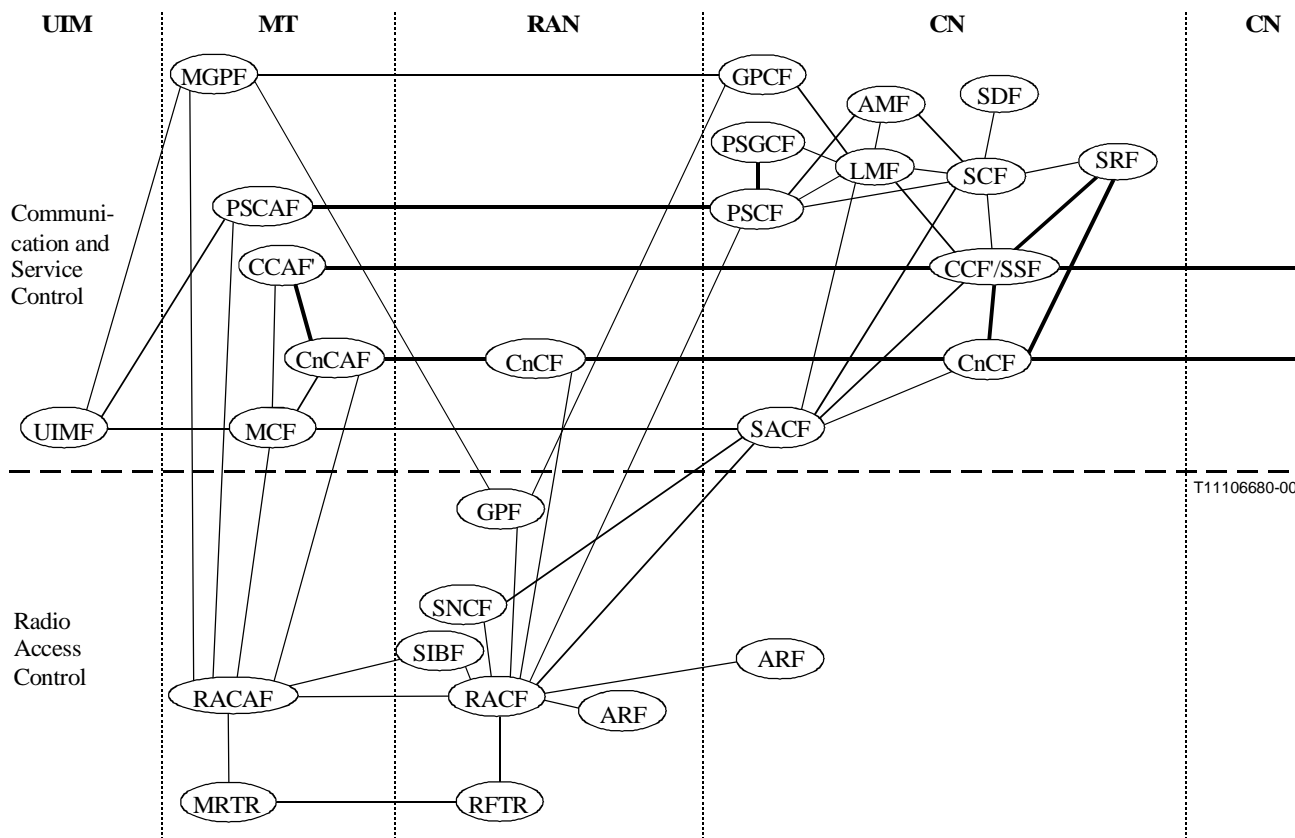 UIM MT RAN CN CN
MGPF GPCF
AMF SDF
PSGCF LMF SCF SRF
Communi-
cation and
Service
Control
PSCAF PSCF
CCAF' CCF'/SSF
CnCAF CnCF CnCF
UIMF MCF SACF
T11106680-00
GPF
Radio
Access
Control
SNCF
SIBF ARF
RACAF RACF ARF
MRTR RFTR